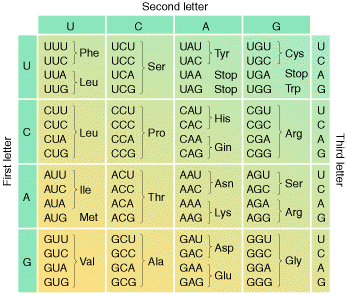 Second letter
U C A G
First letter
U
UUU UUC Phe
UUA UUG Leu
UCU UCC UCA UCG Ser
UAU UAC Tyr
UAA Stop
UAG Stop
UGU UGC Cys
UGA Stop
UGG Trp
U C A G
C
CUU CUC CUA CUG Leu
CCU CCC CCA CCG Pro
CAU CAC His
CAA CAG Gin
CGU CGC CGA CGG Arg
U C A G
A
AUU AUC AUA Ile
AUG Met
ACU ACC ACA ACG Thr
AAU AAC Asn
AAA AAG Lys
AGU AGC Ser
AGA AGG Arg
U C A G
G
GUU GUC GUA GUG Val
GCU GCC GCA GCG Ala
GAU GAC Asp
GAA GAG Glu
GGU GGC GGA GGG Gly
U C A G
Third letter